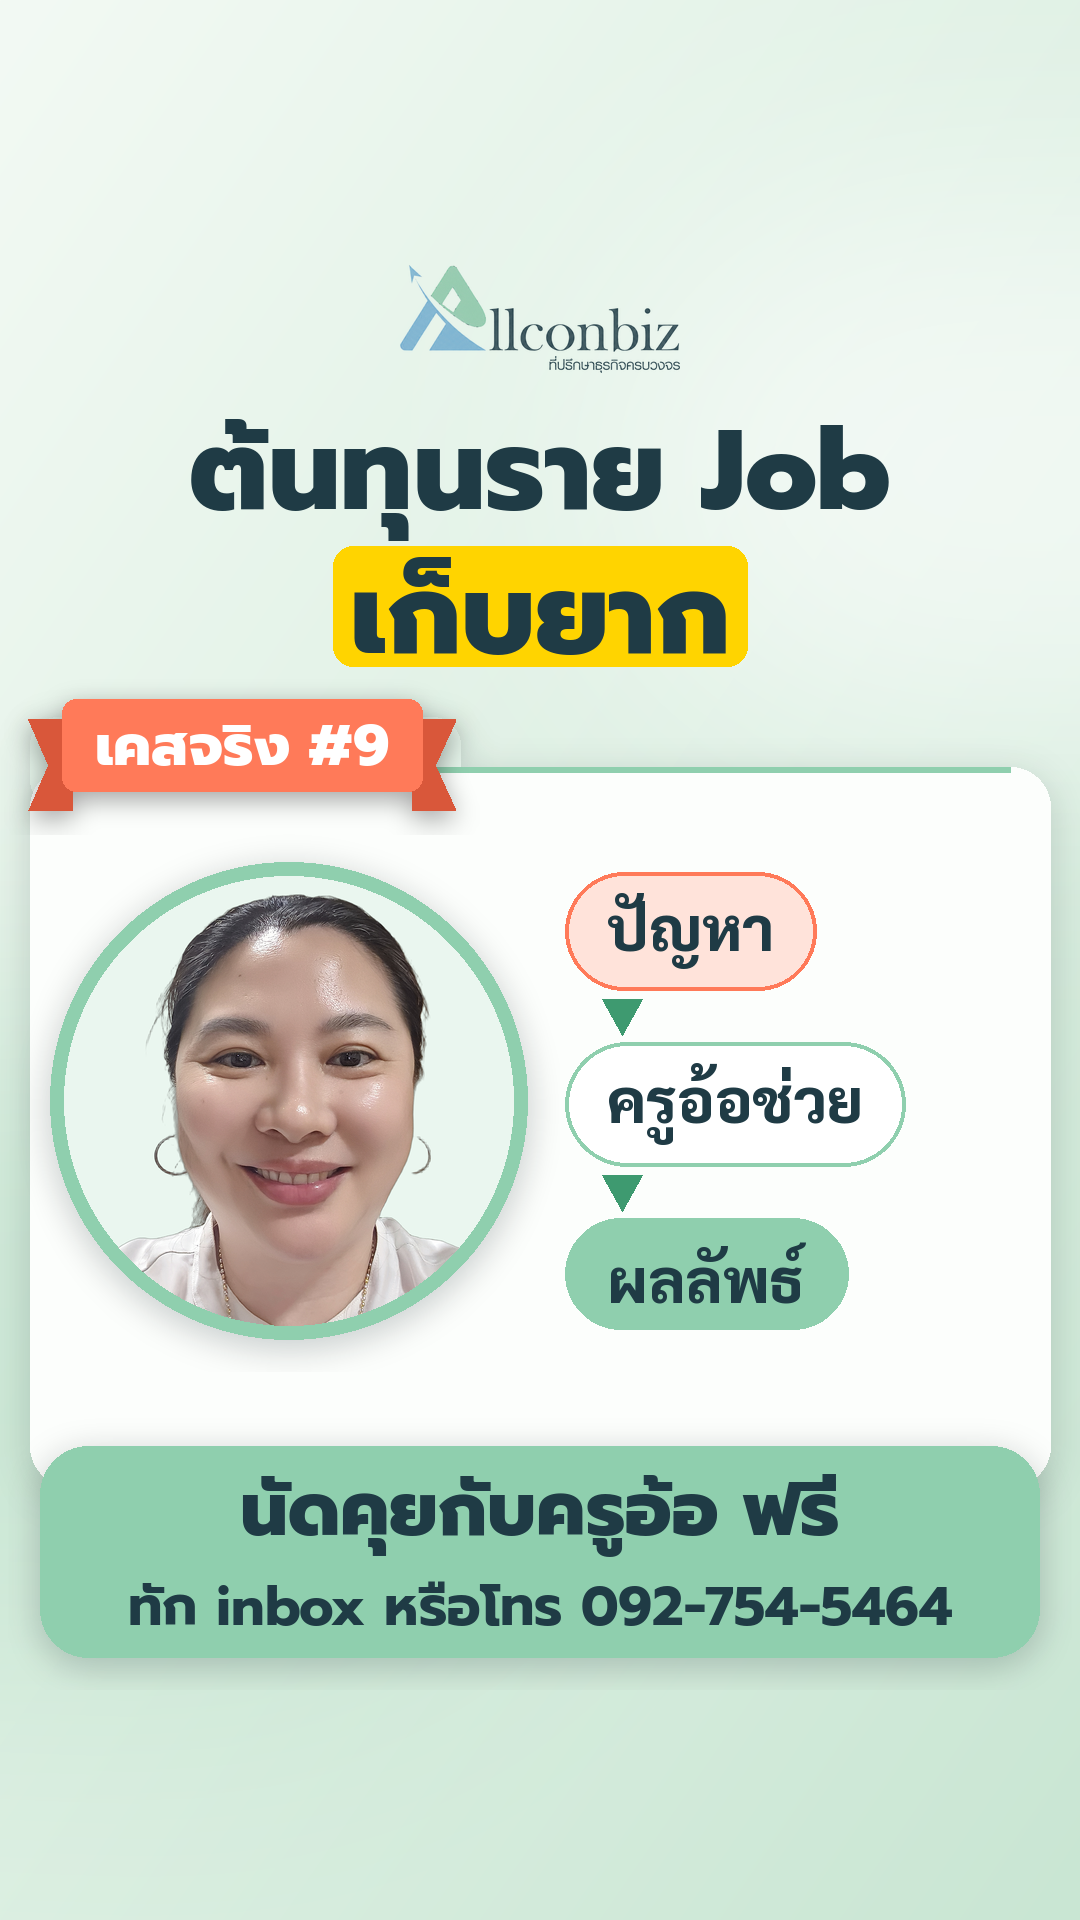 Allconbiz
ที่ปรึกษาธุรกิจครบวงจร
ต้นทุนราย Job
เก็บยาก
เคสจริง #9
ปัญหา
ครูอ้อช่วย
ผลลัพธ์
นัดคุยกับครูอ้อ ฟรี
ทัก inbox หรือโทร 092-754-5464